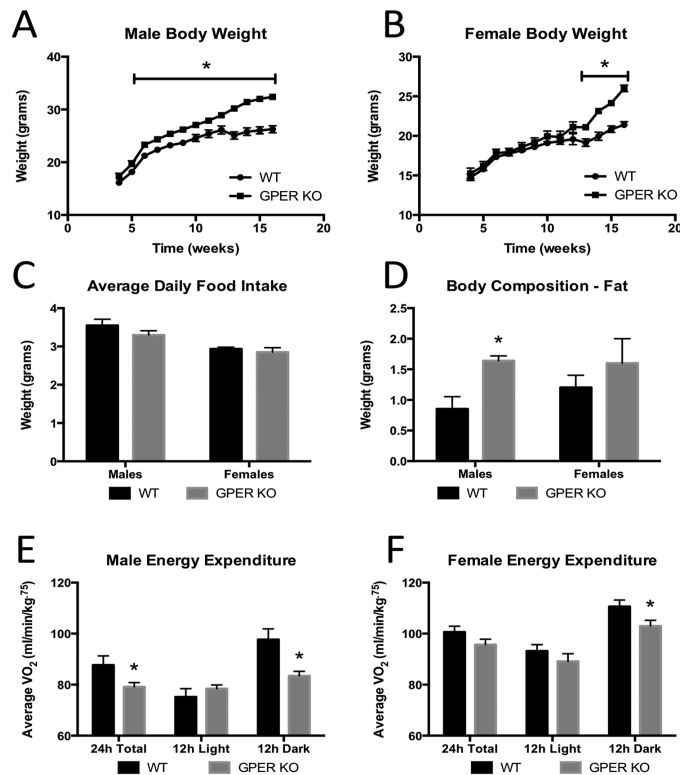 A
Male Body Weight
*
Weight (grams)
40
30
20
10
0 5 10 15 20
Time (weeks)
WT
GPER KO
B
Female Body Weight
*
Weight (grams)
30
25
20
15
10
0 5 10 15 20
Time (weeks)
WT
GPER KO
C
Average Daily Food Intake
Weight (grams)
4
3
2
1
0
Males Females
WT GPER KO
D
Body Composition - Fat
*
Weight (grams)
2.5
2.0
1.5
1.0
0.5
0.0
Males Females
WT GPER KO
E
Male Energy Expenditure
Average VO2 (ml/min/kg.75)
120
100
80
60
*
*
24h Total 12h Light 12h Dark
WT GPER KO
F
Female Energy Expenditure
Average VO2 (ml/min/kg.75)
120
100
80
60
*
24h Total 12h Light 12h Dark
WT GPER KO